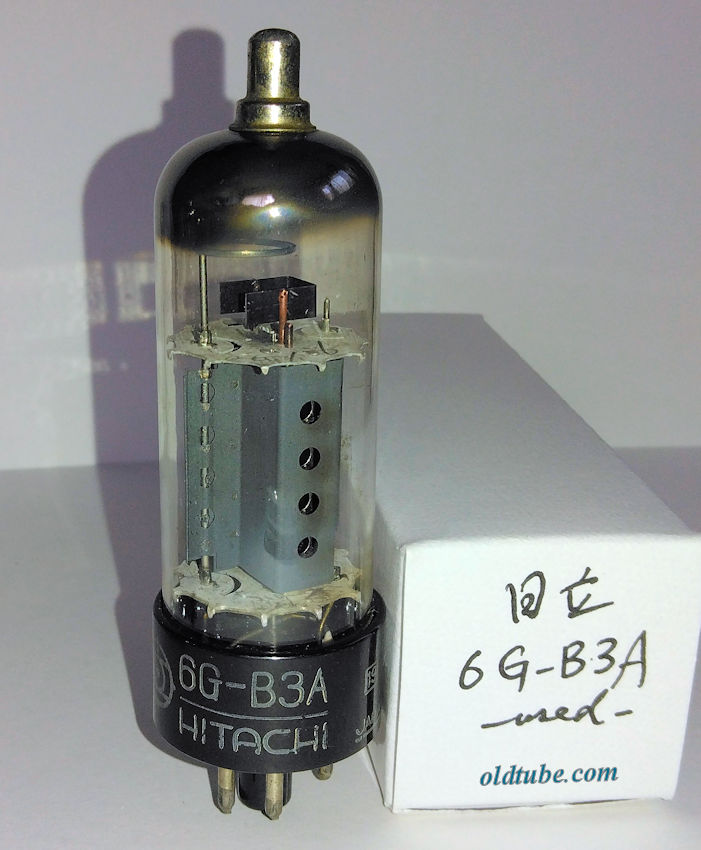 6G-B3A
HITACHI
日立
6G-B3A
-used-
oldtube.com